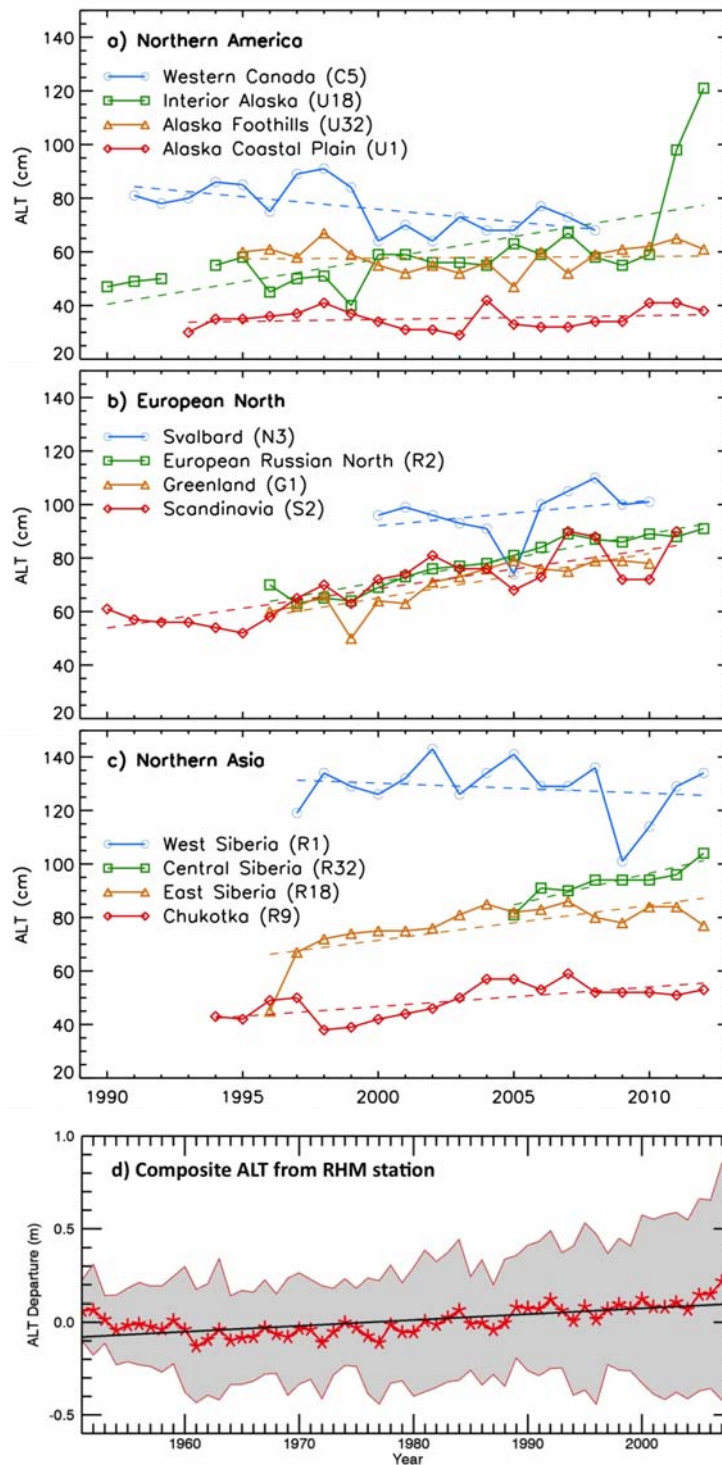 a) Northern America
Western Canada (C5)
Interior Alaska (U18)
Alaska Foothills (U32)
Alaska Coastal Plain (U1)
ALT (cm)
140
120
100
80
60
40
20
b) European North
Svalbard (N3)
European Russian North (R2)
Greenland (G1)
Scandinavia (S2)
ALT (cm)
140
120
100
80
60
40
20
c) Northern Asia
West Siberia (R1)
Central Siberia (R32)
East Siberia (R18)
Chukotka (R9)
ALT (cm)
140
120
100
80
60
40
20
1990 1995 2000 2005 2010
d) Composite ALT from RHM station
ALT Departure (m)
1.0
0.5
0.0
-0.5
1960 1970 1980 1990 2000
Year